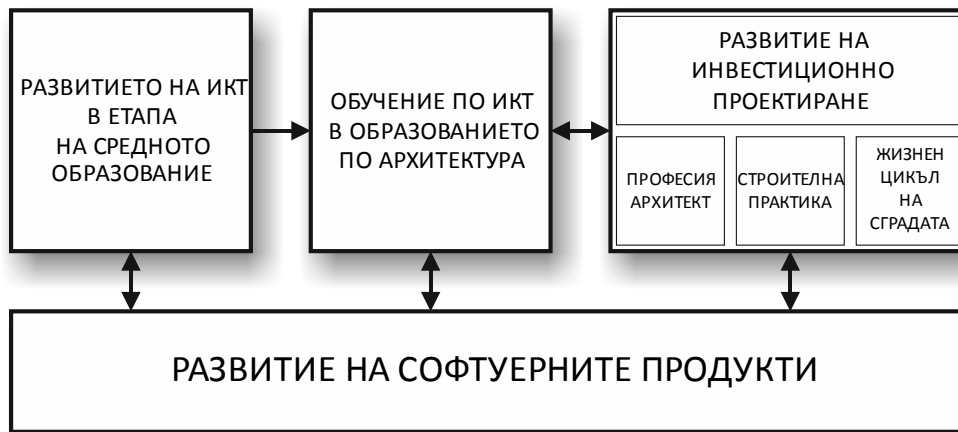 РАЗВИТИЕТО НА ИКТ
В ЕТАПА
НА СРЕДНОТО
ОБРАЗОВАНИЕ
ОБУЧЕНИЕ ПО ИКТ
В ОБРАЗОВАНИЕТО
ПО АРХИТЕКТУРА
РАЗВИТИЕ НА
ИНВЕСТИЦИОННО
ПРОЕКТИРАНЕ
ПРОФЕСИЯ
АРХИТЕКТ
СТРОИТЕЛНА
ПРАКТИКА
ЖИЗНЕН
ЦИКЪЛ
НА
СГРАДАТА
РАЗВИТИЕ НА СОФТУЕРНИТЕ ПРОДУКТИ